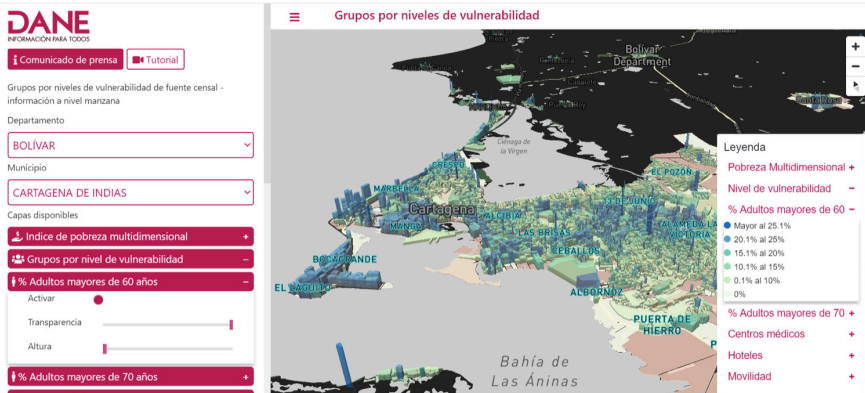 DANE
INFORMACIÓN PARA TODOS
Comunicado de prensa
Tutorial
Grupos por niveles de vulnerabilidad de fuente censal -
información a nivel manzana
Departamento
BOLÍVAR
Municipio
CARTAGENA DE INDIAS
Capas disponibles
Indice de pobreza multidimensional +
Grupos por nivel de vulnerabilidad −
% Adultos mayores de 60 años −
Activar
Transparencia
Altura
% Adultos mayores de 70 años +
Grupos por niveles de vulnerabilidad
Bolívar
Department
Ciénaga de
la Virgen
CRESPO
EL POZÓN
MARBELLA
Cartagena
MANGA
ALCIBIA
13 DE JUNIO
LAS BRISAS
ALAMEDA LA
VICTORIA
CEBALLOS
BOCAGRANDE
EL LAGUITO
ALBORNOZ
PUERTA DE
HIERRO
Bahía de
Las Áninas
+
−
Leyenda
Pobreza Multidimensional +
Nivel de vulnerabilidad −
% Adultos mayores de 60 −
Mayor al 25.1%
20.1% al 25%
15.1% al 20%
10.1% al 15%
0.1% al 10%
0%
% Adultos mayores de 70 +
Centros médicos +
Hoteles +
Movilidad +